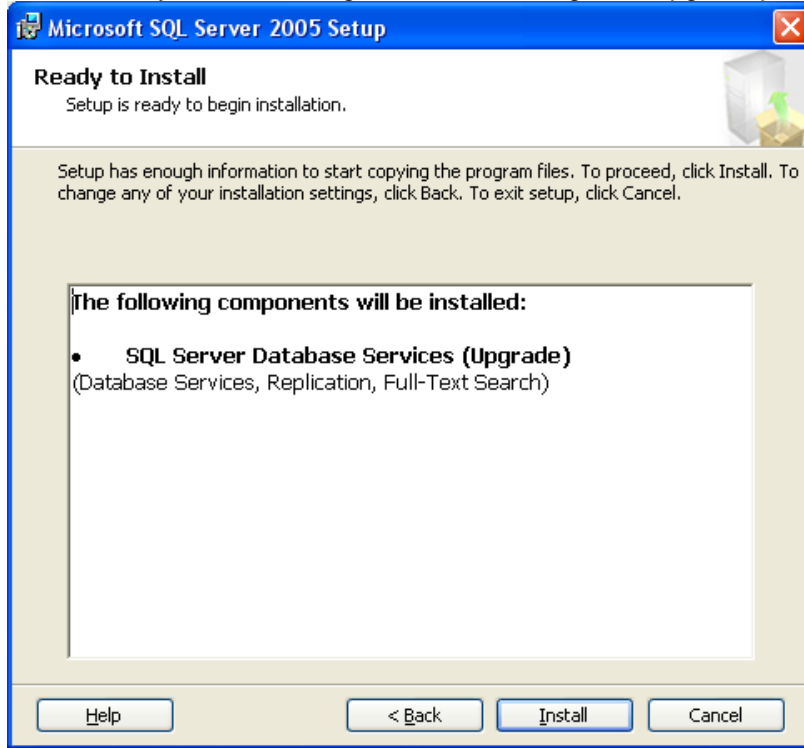 Microsoft SQL Server 2005 Setup
Ready to Install
Setup is ready to begin installation.
Setup has enough information to start copying the program files. To proceed, click Install. To
change any of your installation settings, click Back. To exit setup, click Cancel.
The following components will be installed:
• SQL Server Database Services (Upgrade)
(Database Services, Replication, Full-Text Search)
Help
< Back
Install
Cancel